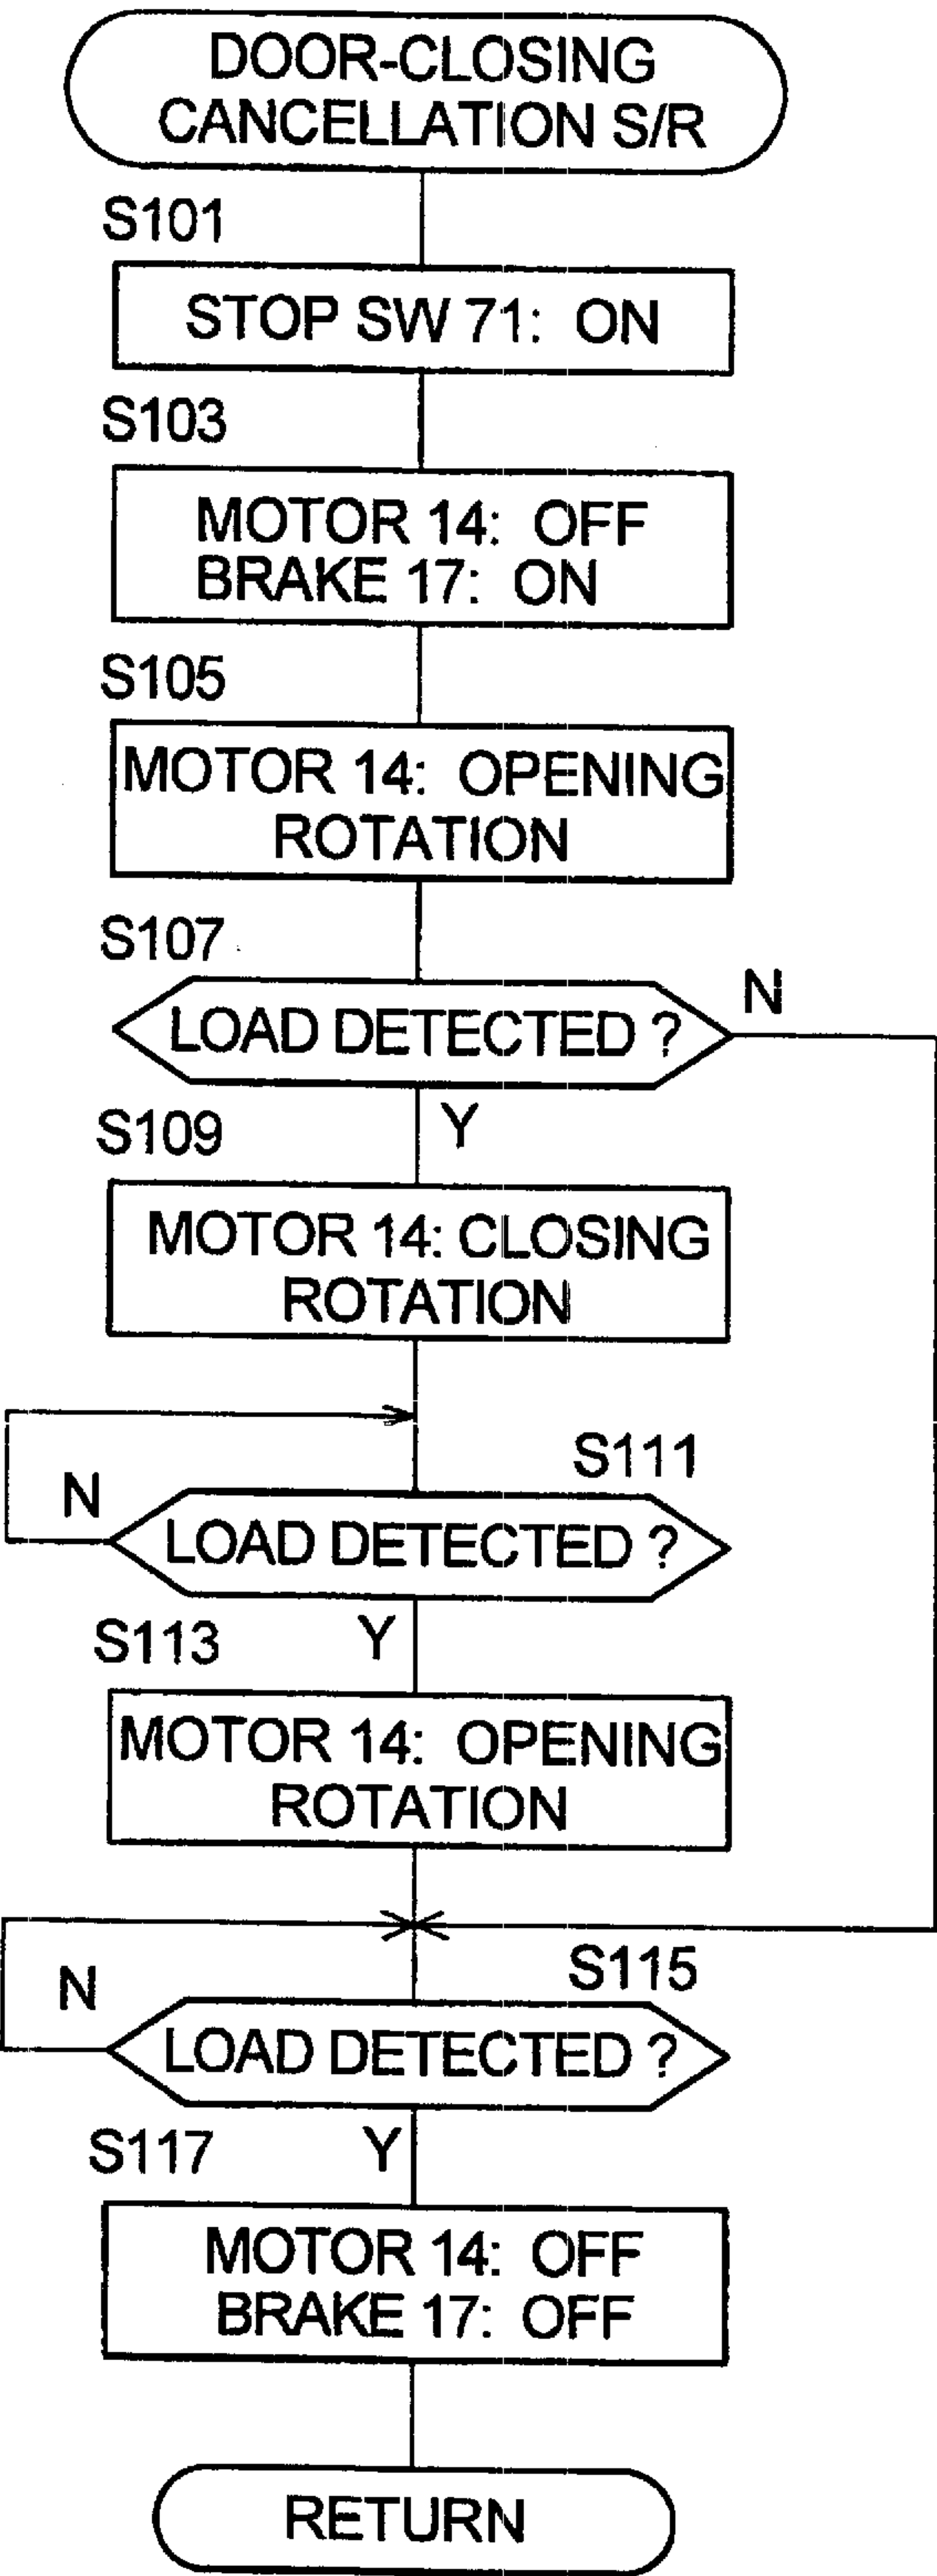 DOOR-CLOSING
CANCELLATION S/R
S101
STOP SW 71: ON
S103
MOTOR 14: OFF
BRAKE 17: ON
S105
MOTOR 14: OPENING
ROTATION
S107
LOAD DETECTED ?
N
Y
S109
MOTOR 14: CLOSING
ROTATION
S111
N
LOAD DETECTED ?
Y
S113
MOTOR 14: OPENING
ROTATION
S115
N
LOAD DETECTED ?
Y
S117
MOTOR 14: OFF
BRAKE 17: OFF
RETURN